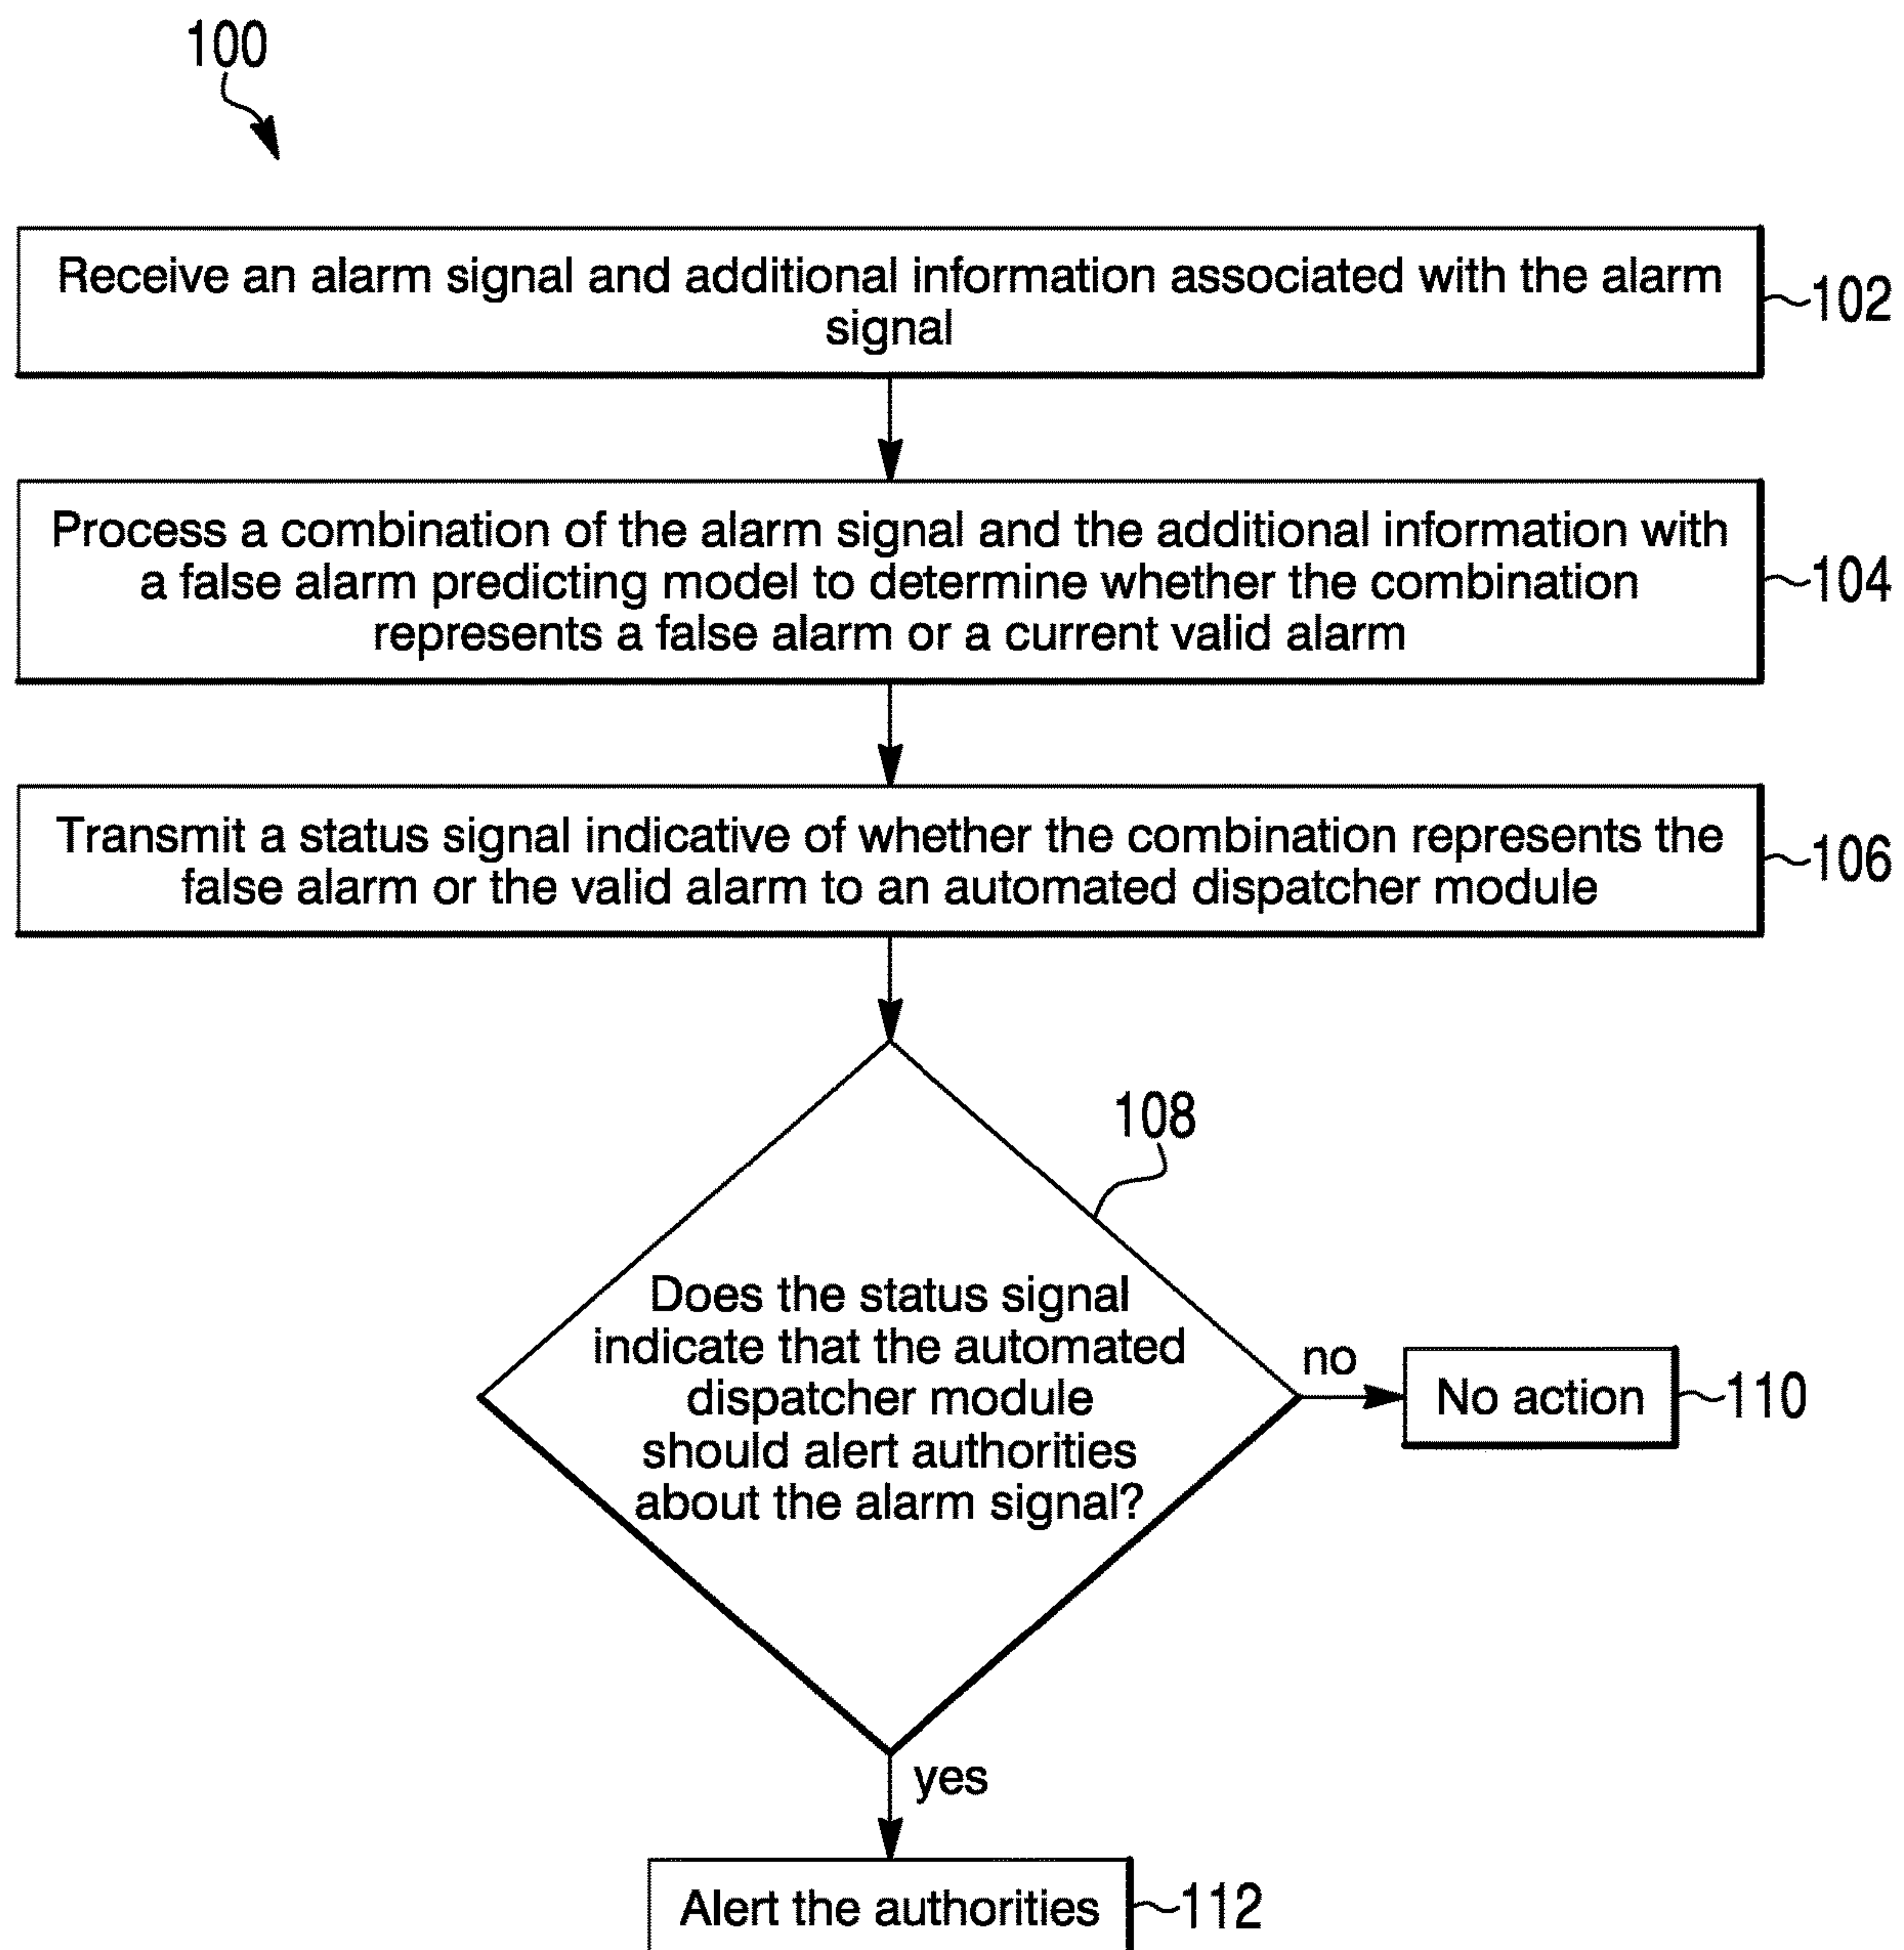 100
Receive an alarm signal and additional information associated with the alarm
signal
102
Process a combination of the alarm signal and the additional information with
a false alarm predicting model to determine whether the combination
represents a false alarm or a current valid alarm
104
Transmit a status signal indicative of whether the combination represents the
false alarm or the valid alarm to an automated dispatcher module
106
108
Does the status signal
indicate that the automated
dispatcher module
should alert authorities
about the alarm signal?
no
No action
110
yes
Alert the authorities
112